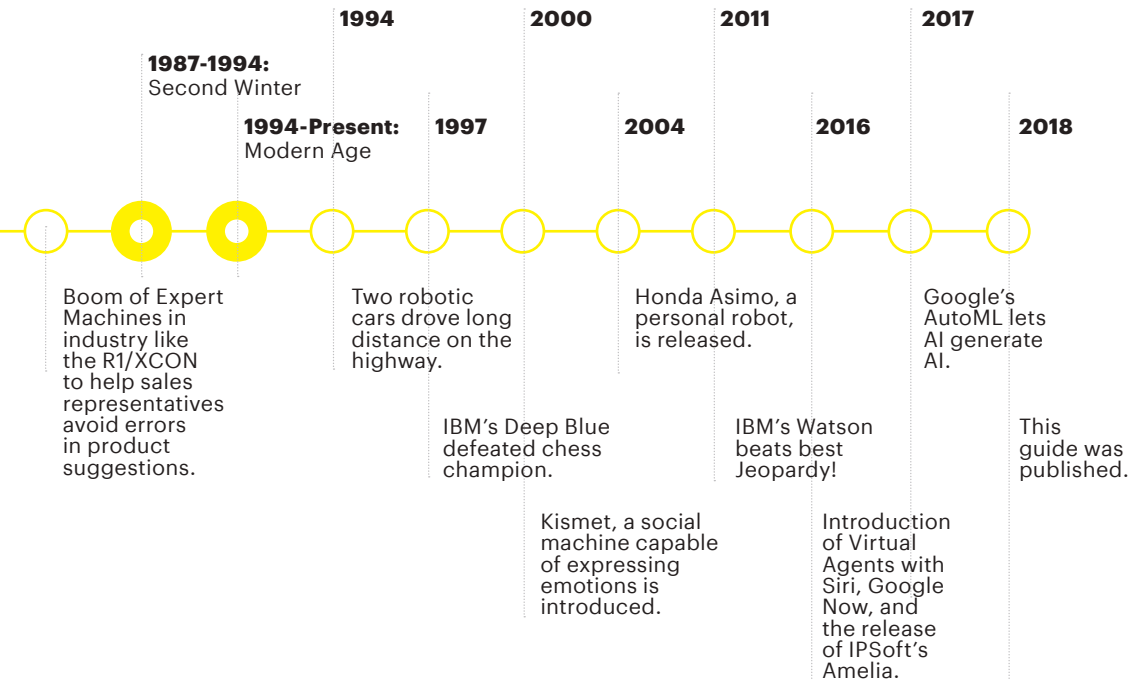 1994
2000
2011
2017
1987-1994:
Second Winter
1994-Present:
Modern Age
1997
2004
2016
2018
Boom of Expert
Machines in
industry like
the R1/XCON
to help sales
representatives
avoid errors
in product
suggestions.
Two robotic
cars drove long
distance on the
highway.
Honda Asimo, a
personal robot,
is released.
Google's
AutoML lets
AI generate
AI.
IBM's Deep Blue
defeated chess
champion.
IBM's Watson
beats best
Jeopardy!
This
guide was
published.
Kismet, a social
machine capable
of expressing
emotions is
introduced.
Introduction
of Virtual
Agents with
Siri, Google
Now, and
the release
of IPSoft's
Amelia.